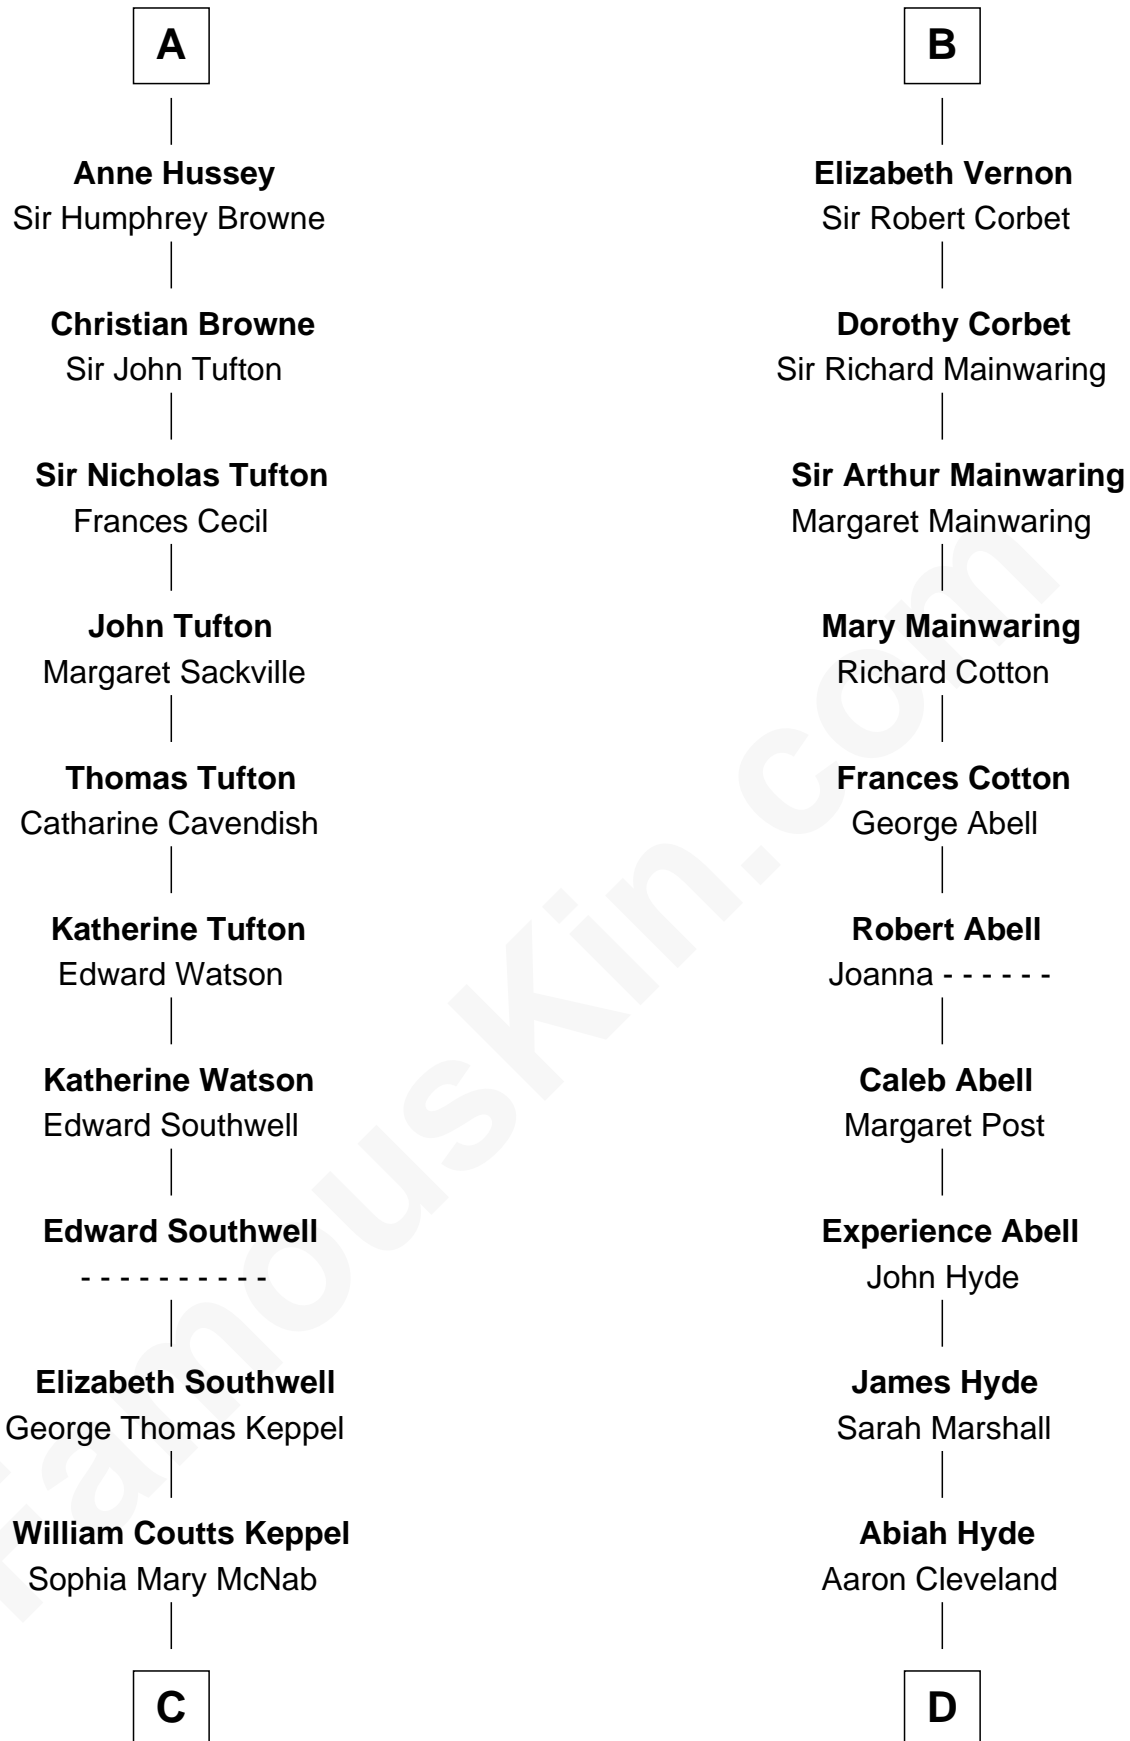 A
Anne Hussey
Sir Humphrey Browne
Christian Browne
Sir John Tufton
Sir Nicholas Tufton
Frances Cecil
John Tufton
Margaret Sackville
Thomas Tufton
Catharine Cavendish
Katherine Tufton
Edward Watson
Katherine Watson
Edward Southwell
Edward Southwell
- - - - - - - - - -
Elizabeth Southwell
George Thomas Keppel
William Coutts Keppel
Sophia Mary McNab
C
B
Elizabeth Vernon
Sir Robert Corbet
Dorothy Corbet
Sir Richard Mainwaring
Sir Arthur Mainwaring
Margaret Mainwaring
Mary Mainwaring
Richard Cotton
Frances Cotton
George Abell
Robert Abell
Joanna - - - - - -
Caleb Abell
Margaret Post
Experience Abell
John Hyde
James Hyde
Sarah Marshall
Abiah Hyde
Aaron Cleveland
D
FamousKin.com